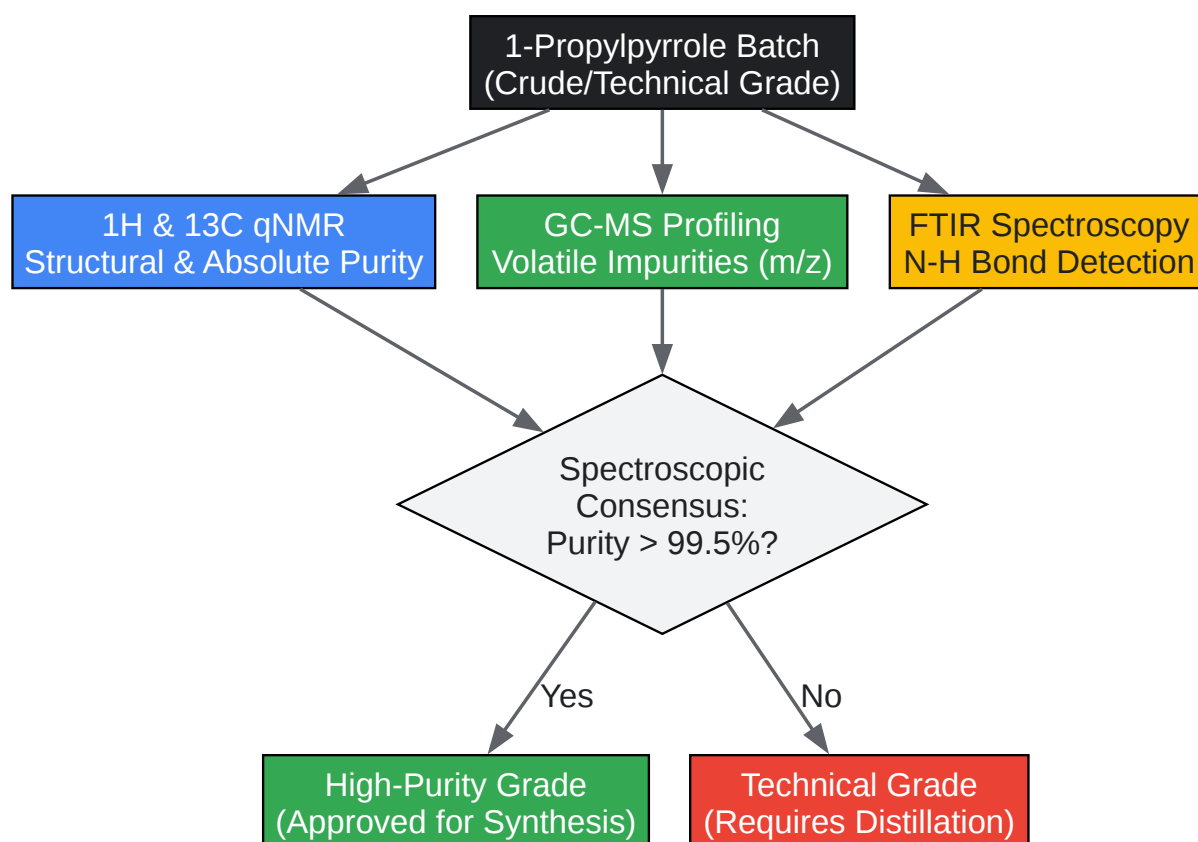 1-Propylpyrrole Batch
(Crude/Technical Grade)
1H & 13C qNMR
Structural & Absolute Purity
GC-MS Profiling
Volatile Impurities (m/z)
FTIR Spectroscopy
N-H Bond Detection
Spectroscopic
Consensus:
Purity > 99.5%?
Yes
No
High-Purity Grade
(Approved for Synthesis)
Technical Grade
(Requires Distillation)